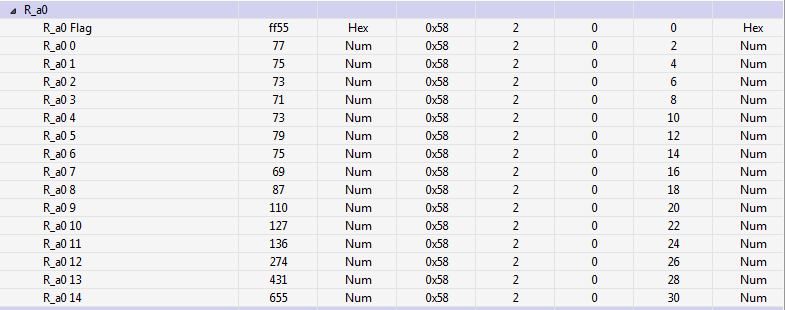 R_a0
R_a0 Flag ff55 Hex 0x58 2 0 0 Hex
R_a0 0 77 Num 0x58 2 0 2 Num
R_a0 1 75 Num 0x58 2 0 4 Num
R_a0 2 73 Num 0x58 2 0 6 Num
R_a0 3 71 Num 0x58 2 0 8 Num
R_a0 4 73 Num 0x58 2 0 10 Num
R_a0 5 79 Num 0x58 2 0 12 Num
R_a0 6 75 Num 0x58 2 0 14 Num
R_a0 7 69 Num 0x58 2 0 16 Num
R_a0 8 87 Num 0x58 2 0 18 Num
R_a0 9 110 Num 0x58 2 0 20 Num
R_a0 10 127 Num 0x58 2 0 22 Num
R_a0 11 136 Num 0x58 2 0 24 Num
R_a0 12 274 Num 0x58 2 0 26 Num
R_a0 13 431 Num 0x58 2 0 28 Num
R_a0 14 655 Num 0x58 2 0 30 Num